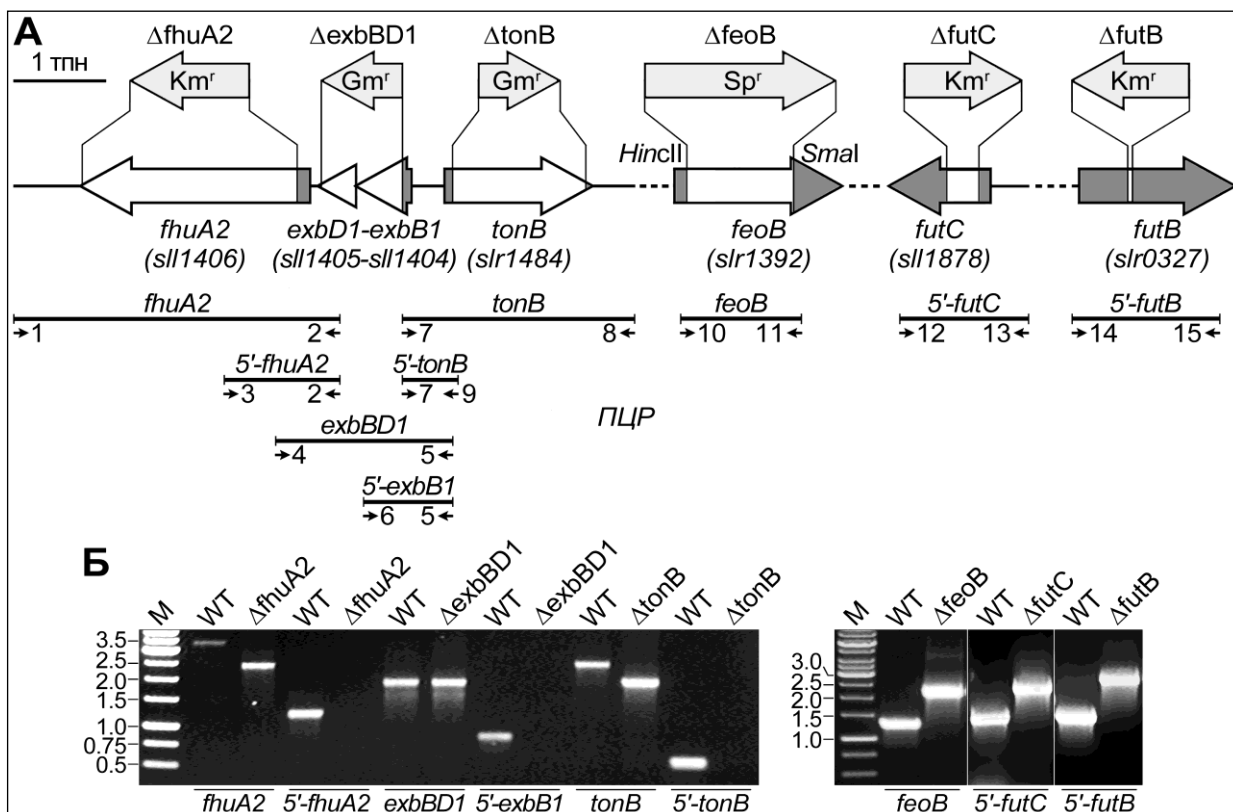 А
ΔfhuA2 ΔexbBD1 ΔtonB ΔfeoB ΔfutC ΔfutB
1 тпн
Kmʳ Gmʳ Gmʳ Spʳ Kmʳ Kmʳ
HincII SmaI
fhuA2 exbD1-exbB1 tonB feoB futC futB
(sll1406) (sll1405-sll1404) (slr1484) (slr1392) (sll1878) (slr0327)
fhuA2 tonB feoB 5'-futC 5'-futB
1 2 7 8 10 11 12 13 14 15
5'-fhuA2 5'-tonB
3 2 7 9
exbBD1 ПЦР
4 5
5'-exbB1
6 5
Б
M WT ΔfhuA2 WT ΔfhuA2 WT ΔexbBD1 WT ΔexbBD1 WT ΔtonB WT ΔtonB
3.5
2.5
2.0
1.5
1.0
0.75
0.5
fhuA2 5'-fhuA2 exbBD1 5'-exbB1 tonB 5'-tonB
M WT ΔfeoB WT ΔfutC WT ΔfutB
3.0
2.5
2.0
1.5
1.0
feoB 5'-futC 5'-futB